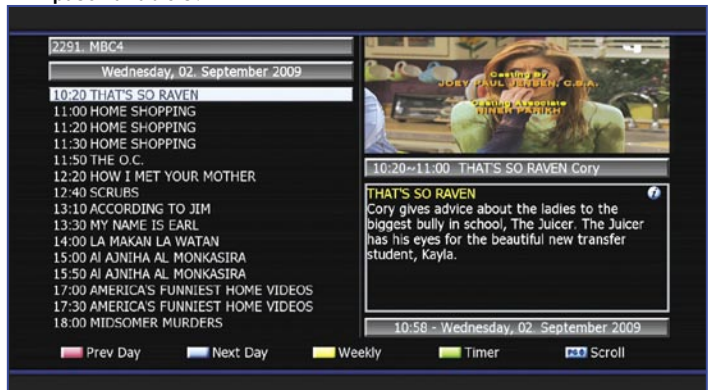 2291. MBC4
Wednesday, 02. September 2009
10:20 THAT'S SO RAVEN
11:00 HOME SHOPPING
11:20 HOME SHOPPING
11:30 HOME SHOPPING
11:50 THE O.C.
12:20 HOW I MET YOUR MOTHER
12:40 SCRUBS
13:10 ACCORDING TO JIM
13:30 MY NAME IS EARL
14:00 LA MAKAN LA WATAN
15:00 Al AJNIHA AL MONKASIRA
15:50 Al AJNIHA AL MONKASIRA
17:00 AMERICA'S FUNNIEST HOME VIDEOS
17:30 AMERICA'S FUNNIEST HOME VIDEOS
18:00 MIDSOMER MURDERS
Casting By
JOEY PAUL JENSEN, C.S.A.
Casting Associate
NINER PARIKH
10:20~11:00 THAT'S SO RAVEN Cory
THAT'S SO RAVEN
Cory gives advice about the ladies to the
biggest bully in school, The Juicer. The Juicer
has his eyes for the beautiful new transfer
student, Kayla.
10:58 - Wednesday, 02. September 2009
Prev Day
Next Day
Weekly
Timer
Scroll